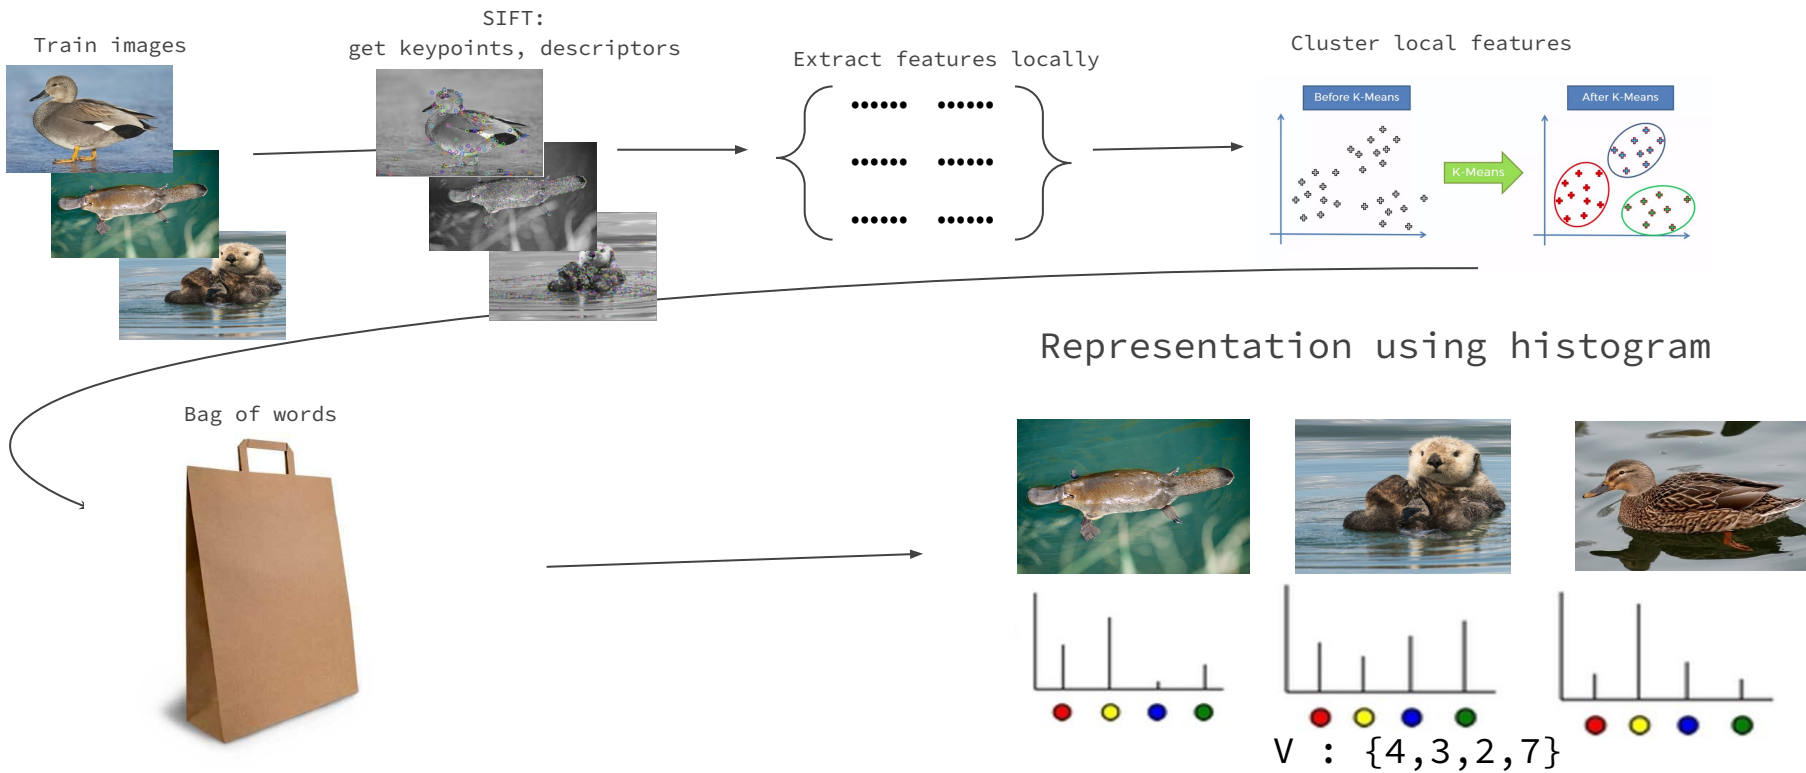 Train images
SIFT:
get keypoints, descriptors
Extract features locally
Cluster local features
Before K-Means
K-Means
After K-Means
Representation using histogram
Bag of words
V : {4,3,2,7}